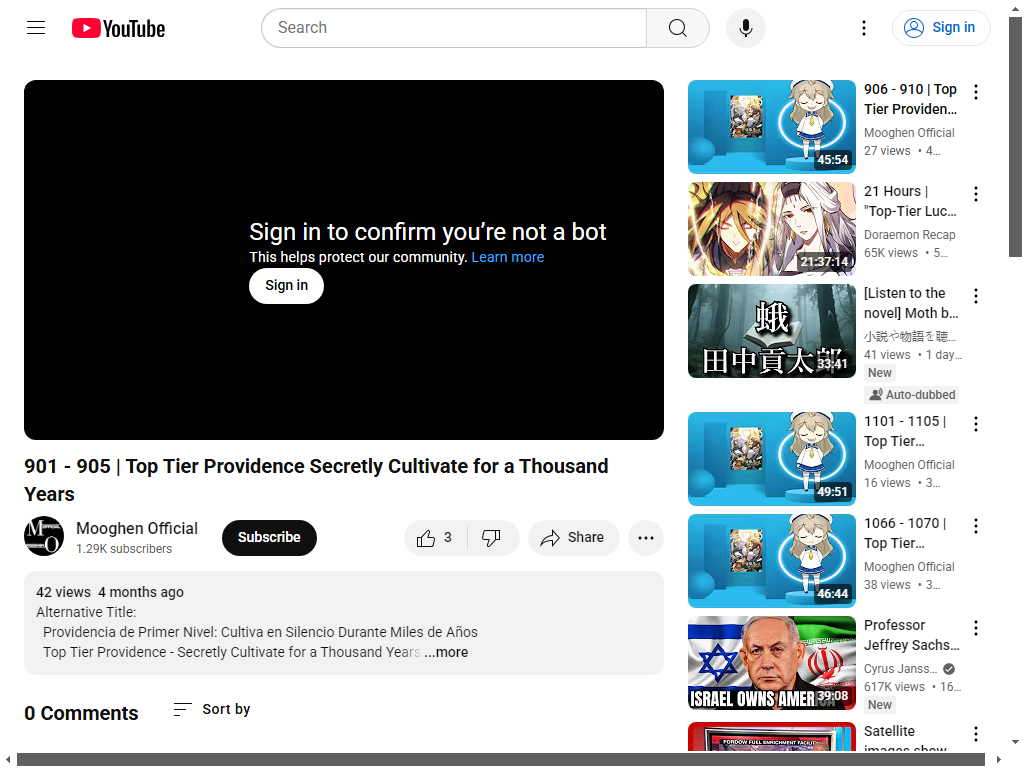 YouTube
Search
Sign in
Sign in to confirm you’re not a bot
This helps protect our community. Learn more
Sign in
901 - 905 | Top Tier Providence Secretly Cultivate for a Thousand
Years
Mooghen Official
1.29K subscribers
Subscribe
3
Share
42 views 4 months ago
Alternative Title:
Providencia de Primer Nivel: Cultiva en Silencio Durante Miles de Años
Top Tier Providence - Secretly Cultivate for a Thousand Years ...more
0 Comments
Sort by
45:54
906 - 910 | Top
Tier Providen...
Mooghen Official
27 views • 4...
21:37:14
21 Hours |
"Top-Tier Luc...
Doraemon Recap
65K views • 5...
蛾
田中貢太郎
33:41
[Listen to the
novel] Moth b...
小説や物語を聴...
41 views • 1 day...
New
Auto-dubbed
49:51
1101 - 1105 |
Top Tier...
Mooghen Official
16 views • 3...
46:44
1066 - 1070 |
Top Tier...
Mooghen Official
38 views • 3...
ISRAEL OWNS AMERICA
39:08
Professor
Jeffrey Sachs...
Cyrus Janss...
617K views • 16...
New
FORDOW FUEL ENRICHMENT FACILITY
Satellite
images show